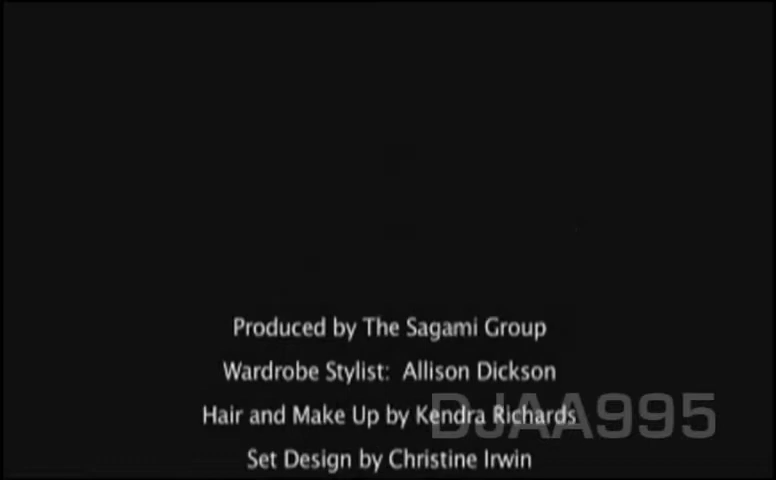 Produced by The Sagami Group
Wardrobe Stylist: Allison Dickson
Hair and Make Up by Kendra Richards
DJAA995
Set Design by Christine Irwin